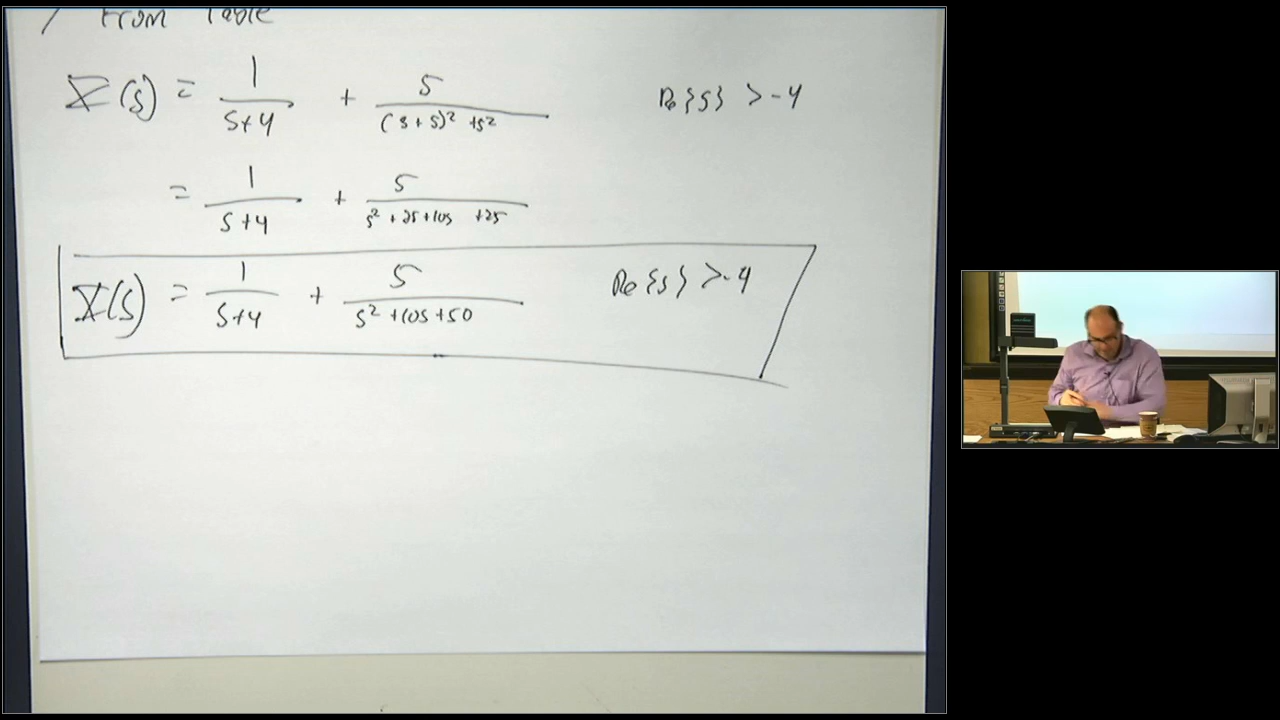 / From Table
X(s) = 1/(s+4) + 5/((s+5)² +5²) Re{s} > -4
= 1/(s+4) + 5/(s² +25+10s +25)
X(s) = 1/(s+4) + 5/(s² +10s +50) Re{s} > -4